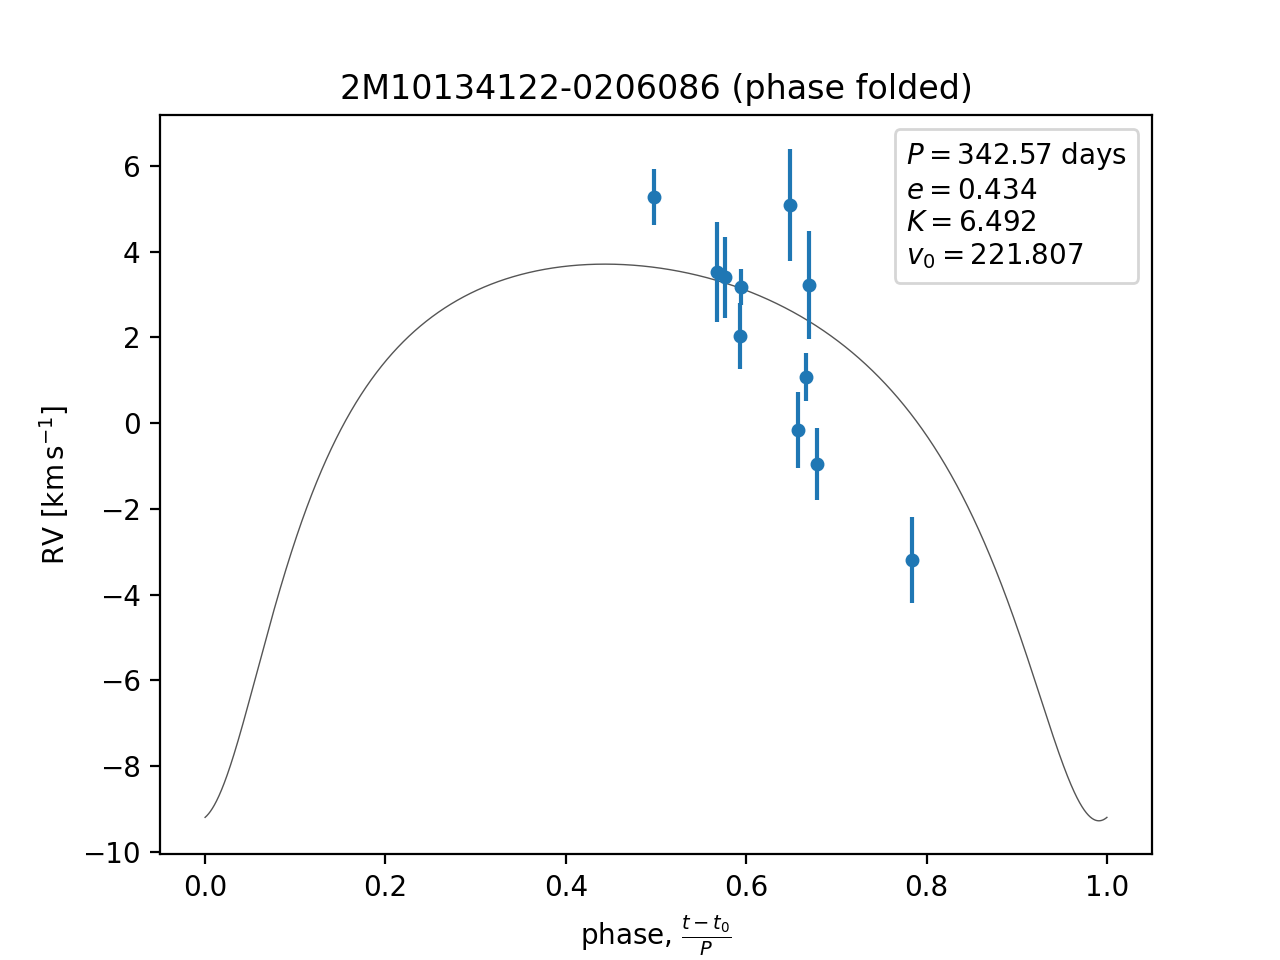 2M10134122-0206086 (phase folded)
P = 342.57 days
e = 0.434
K = 6.492
v₀ = 221.807
RV [km s⁻¹]
6
4
2
0
−2
−4
−6
−8
−10
0.0 0.2 0.4 0.6 0.8 1.0
phase, (t − t₀)/P